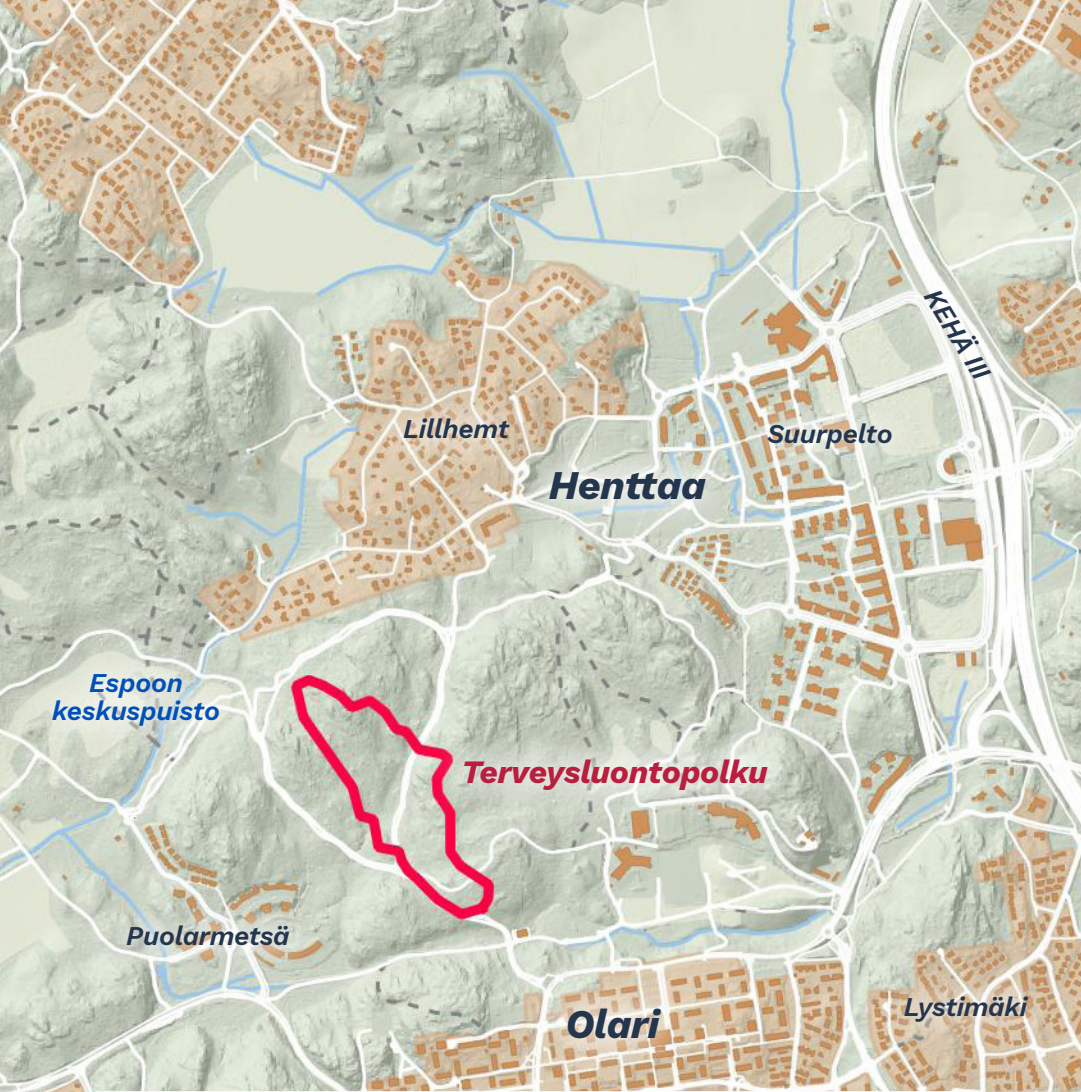 KEHÄ III
Lillhemt
Suurpelto
Henttaa
Espoon
keskuspuisto
Terveysluontopolku
Puolarmetsä
Lystimäki
Olari